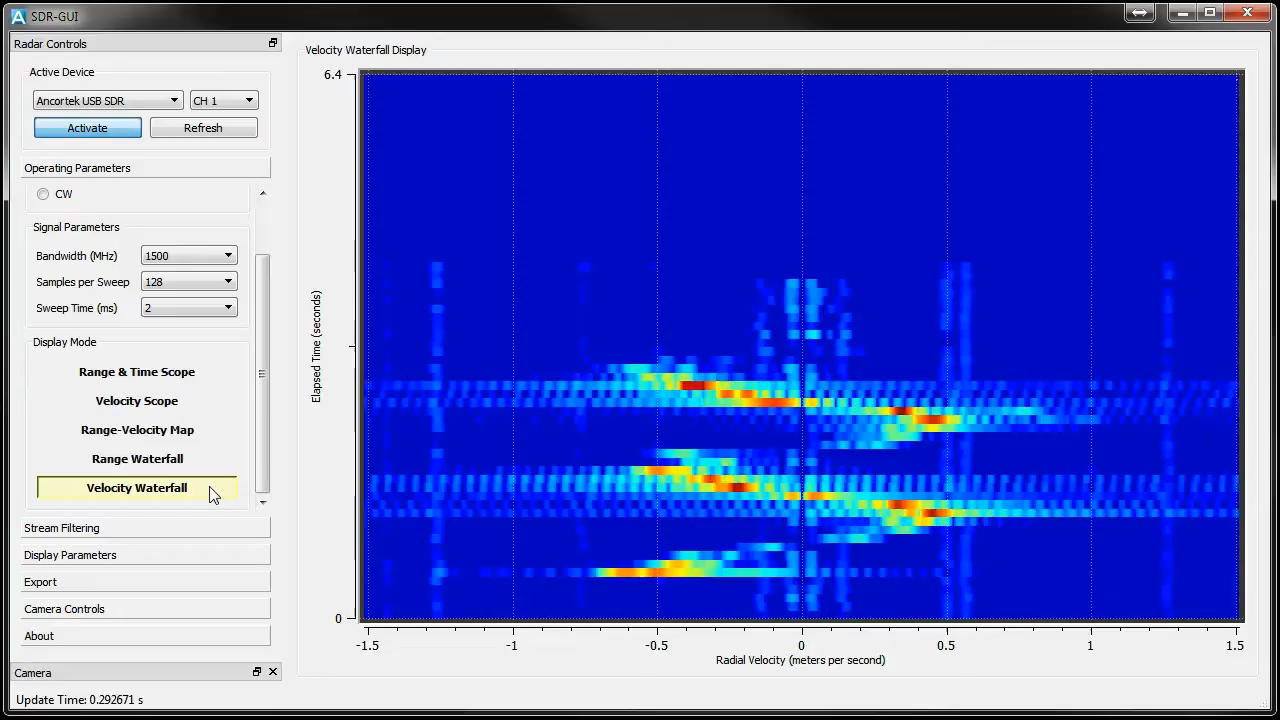 SDR-GUI
Radar Controls
Active Device
Ancortek USB SDR
CH 1
Activate
Refresh
Operating Parameters
CW
Signal Parameters
Bandwidth (MHz)
1500
Samples per Sweep
128
Sweep Time (ms)
2
Display Mode
Range & Time Scope
Velocity Scope
Range-Velocity Map
Range Waterfall
Velocity Waterfall
Stream Filtering
Display Parameters
Export
Camera Controls
About
Camera
Update Time: 0.292671 s
Velocity Waterfall Display
6.4
Elapsed Time (seconds)
0
-1.5 -1 -0.5 0 0.5 1 1.5
Radial Velocity (meters per second)